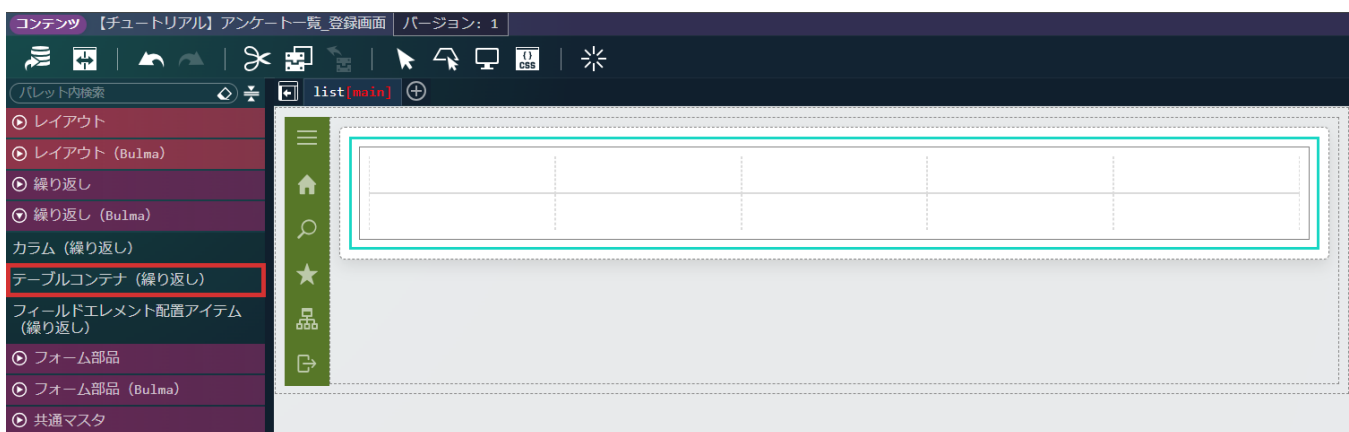 コンテンツ 【チュートリアル】アンケート一覧_登録画面 バージョン: 1
{} CSS
パレット内検索
list[main]
レイアウト
レイアウト (Bulma)
繰り返し
繰り返し (Bulma)
カラム (繰り返し)
テーブルコンテナ (繰り返し)
フィールドエレメント配置アイテム
(繰り返し)
フォーム部品
フォーム部品 (Bulma)
共通マスタ